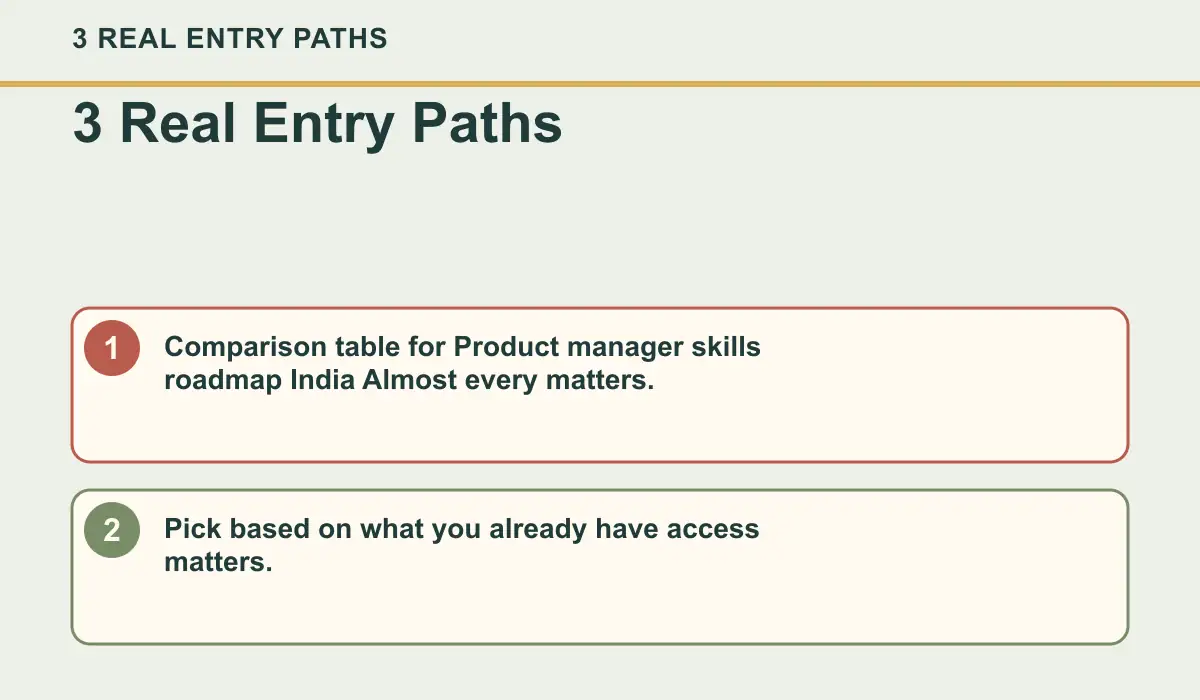 3 REAL ENTRY PATHS
3 Real Entry Paths
1
Comparison table for Product manager skills
roadmap India Almost every matters.
2
Pick based on what you already have access
matters.